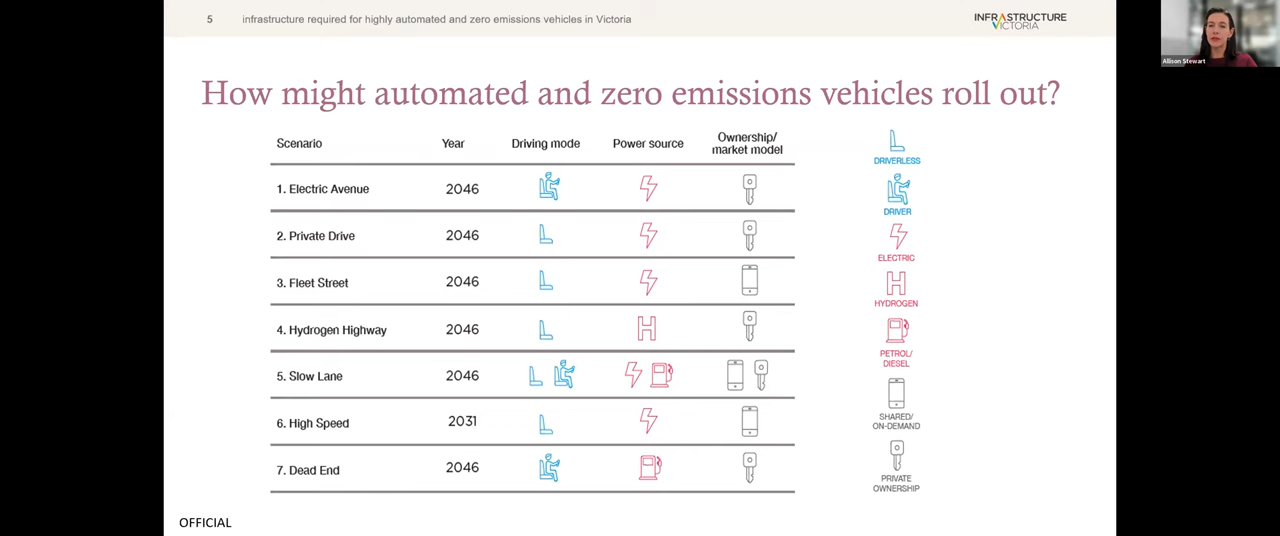 5 infrastructure required for highly automated and zero emissions vehicles in Victoria
INFRASTRUCTURE
VICTORIA
Allison Stewart
How might automated and zero emissions vehicles roll out?
Scenario Year Driving mode Power source Ownership/
market model
1. Electric Avenue 2046
2. Private Drive 2046
3. Fleet Street 2046
4. Hydrogen Highway 2046
H
5. Slow Lane 2046
6. High Speed 2031
7. Dead End 2046
DRIVERLESS
DRIVER
ELECTRIC
H
HYDROGEN
PETROL/
DIESEL
SHARED/
ON-DEMAND
PRIVATE
OWNERSHIP
OFFICIAL